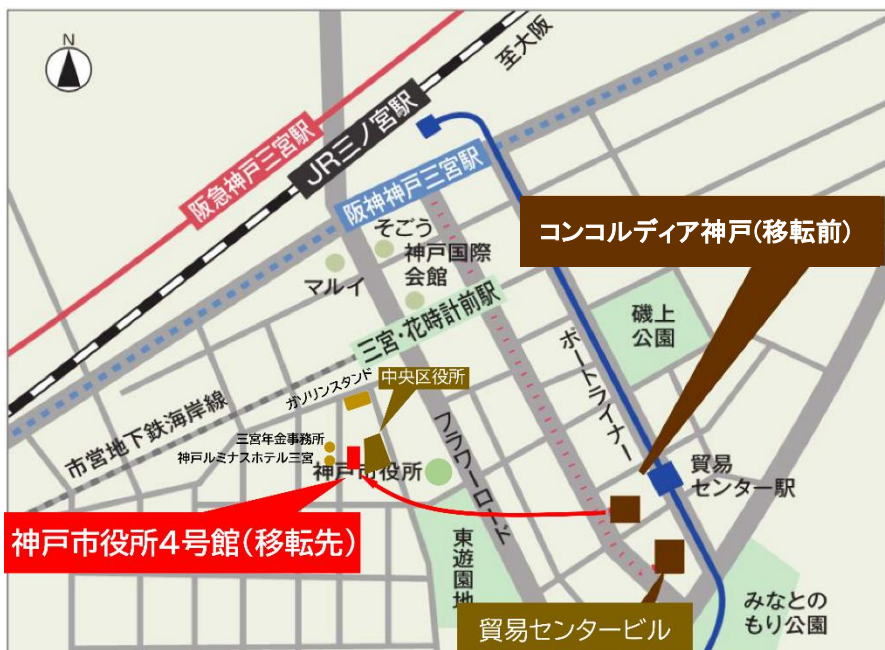 N
至大阪
阪急神戸三宮駅
JR三ノ宮駅
阪神神戸三宮駅
コンコルディア神戸(移転前)
そごう
神戸国際
会館
マルイ
三宮・花時計前駅
磯上
公園
ポートライナー
ガソリンスタンド
中央区役所
市営地下鉄海岸線
フラワーロード
三宮年金事務所
神戸ルミナスホテル三宮
神戸市役所
貿易
センター駅
神戸市役所4号館(移転先)
東遊園地
みなとの
もり公園
貿易センタービル